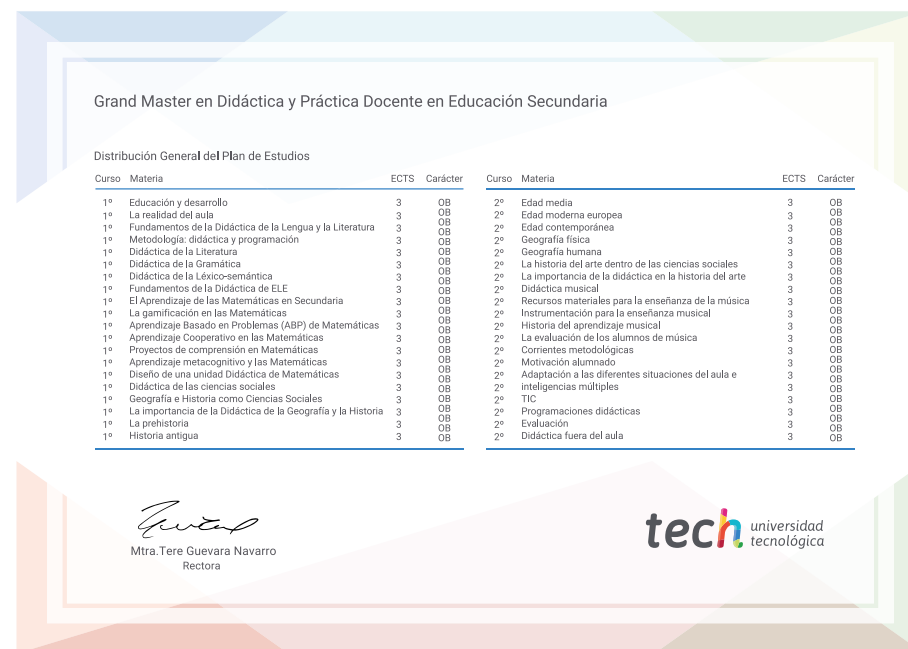 Grand Master en Didáctica y Práctica Docente en Educación Secundaria
Distribución General del Plan de Estudios
Curso Materia ECTS Carácter
1º Educación y desarrollo 3 OB
1º La realidad del aula 3 OB
1º Fundamentos de la Didáctica de la Lengua y la Literatura 3 OB
1º Metodología: didáctica y programación 3 OB
1º Didáctica de la Literatura 3 OB
1º Didáctica de la Gramática 3 OB
1º Didáctica de la Léxico-semántica 3 OB
1º Fundamentos de la Didáctica de ELE 3 OB
1º El Aprendizaje de las Matemáticas en Secundaria 3 OB
1º La gamificación en las Matemáticas 3 OB
1º Aprendizaje Basado en Problemas (ABP) de Matemáticas 3 OB
1º Aprendizaje Cooperativo en las Matemáticas 3 OB
1º Proyectos de comprensión en Matemáticas 3 OB
1º Aprendizaje metacognitivo y las Matemáticas 3 OB
1º Diseño de una unidad Didáctica de Matemáticas 3 OB
1º Didáctica de las ciencias sociales 3 OB
1º Geografía e Historia como Ciencias Sociales 3 OB
1º La importancia de la Didáctica de la Geografía y la Historia 3 OB
1º La prehistoria 3 OB
1º Historia antigua 3 OB
Curso Materia ECTS Carácter
2º Edad media 3 OB
2º Edad moderna europea 3 OB
2º Edad contemporánea 3 OB
2º Geografía física 3 OB
2º Geografía humana 3 OB
2º La historia del arte dentro de las ciencias sociales 3 OB
2º La importancia de la didáctica en la historia del arte 3 OB
2º Didáctica musical 3 OB
2º Recursos materiales para la enseñanza de la música 3 OB
2º Instrumentación para la enseñanza musical 3 OB
2º Historia del aprendizaje musical 3 OB
2º La evaluación de los alumnos de música 3 OB
2º Corrientes metodológicas 3 OB
2º Motivación alumnado 3 OB
2º Adaptación a las diferentes situaciones del aula e 3 OB
2º inteligencias múltiples 3 OB
2º TIC 3 OB
2º Programaciones didácticas 3 OB
2º Evaluación 3 OB
2º Didáctica fuera del aula 3 OB
Mtra.Tere Guevara Navarro
Rectora
tech universidad
tecnológica